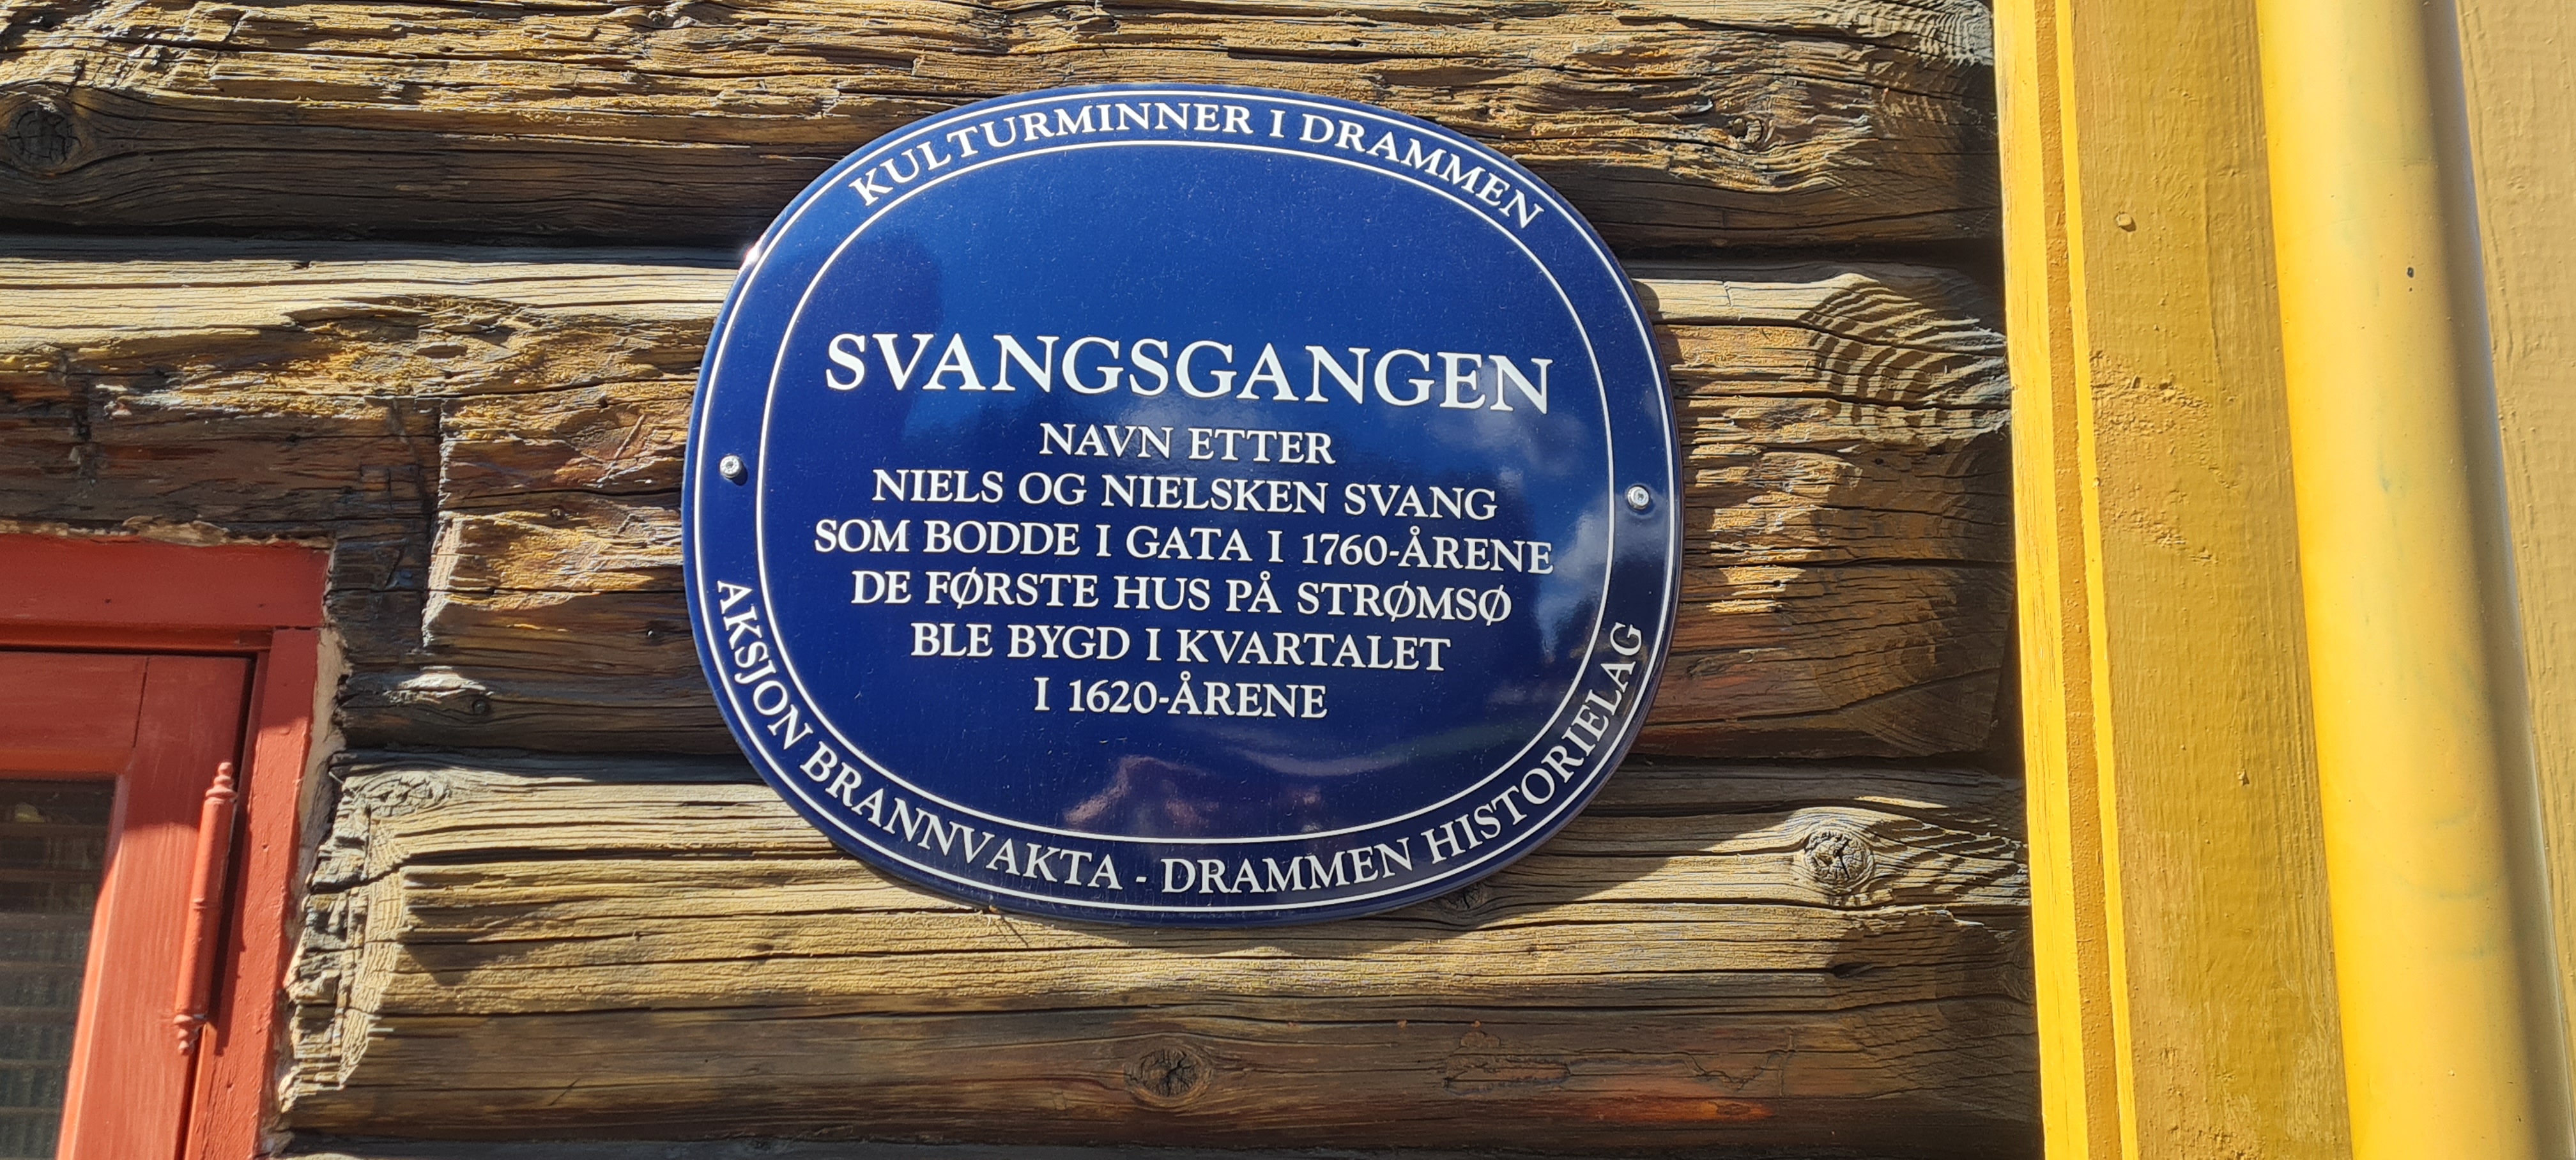 KULTURMINNER I DRAMMEN
SVANGSGANGEN
NAVN ETTER
NIELS OG NIELSKEN SVANG
SOM BODDE I GATA I 1760-ÅRENE
DE FØRSTE HUS PÅ STRØMSØ
BLE BYGD I KVARTALET
I 1620-ÅRENE
AKSJON BRANNVAKTA - DRAMMEN HISTORIELAG